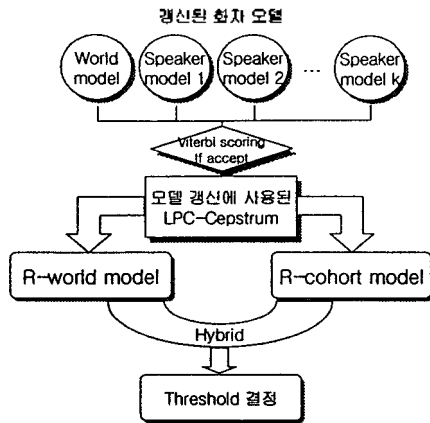 갱신된 화자 모델
World model
Speaker model 1
Speaker model 2
...
Speaker model k
Viterbi scoring
If accept
모델 갱신에 사용된
LPC-Cepstrum
R-world model
R-cohort model
Hybrid
Threshold 결정